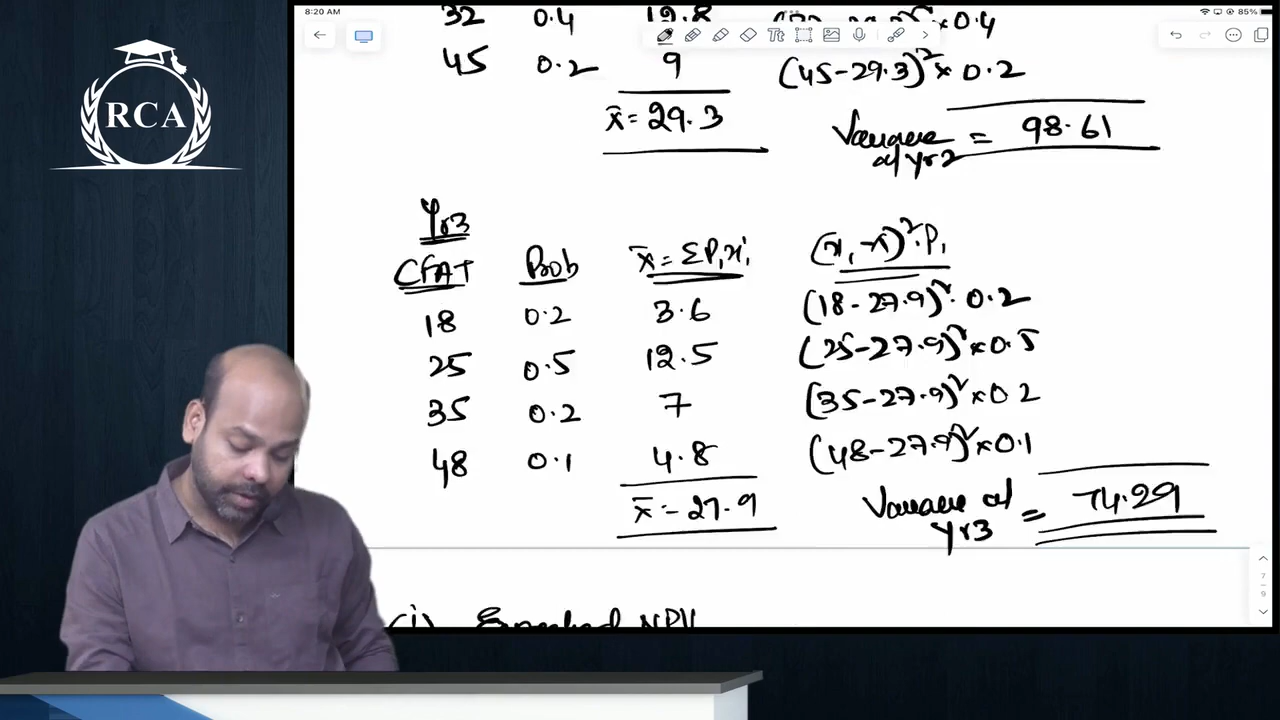 8:20 AM
85%
RCA
32 0.4 12.8 ×0.4
45 0.2 9 (45-29.3)²×0.2
x̄=29.3
Variance = 98.61
of yr2
Yr3
CFAT Prob x̄=ΣPᵢxᵢ (xᵢ-x̄)².Pᵢ
18 0.2 3.6 (18-27.9)². 0.2
25 0.5 12.5 (25-27.9)²×0.5
35 0.2 7 (35-27.9)²×0.2
48 0.1 4.8 (48-27.9)²×0.1
x̄=27.9
Variance of = 74.29
yr3
(i) Expected NPV
7
9